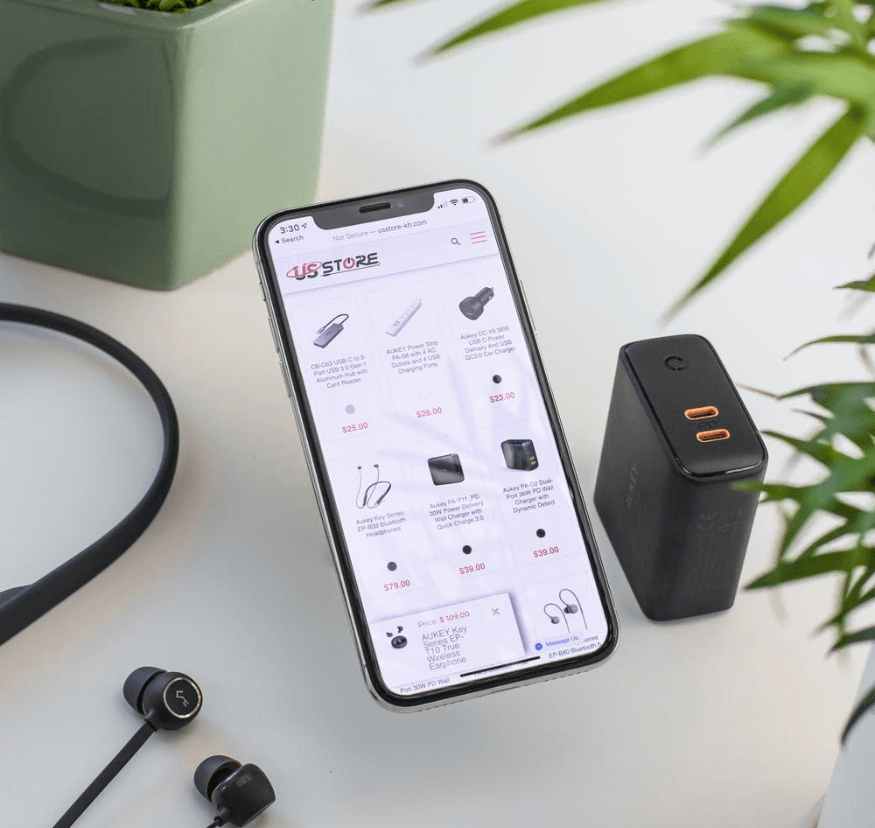 3:30
Search
Not Secure — usstore-kh.com
US STORE
CB-C63 USB-C to 3-
Port USB 3.0 Gen 1
Aluminum Hub with
Card Reader
$25.00
AUKEY Power Strip
PA-S8 with 4 AC
Outlets and 4 USB
Charging Ports
$28.00
Aukey CC-Y6 36W
USB C Power
Delivery And USB
QC3.0 Car Charger
$23.00
Aukey Key Series
EP-B33 Bluetooth
Headphones
$79.00
Aukey PA-Y11 PD
30W Power Delivery
Wall Charger with
Quick Charge 3.0
$39.00
Aukey PA-D2 Dual-
Port 36W PD Wall
Charger with
Dynamic Detect
$39.00
Price: $ 109.00
AUKEY Key
Series EP-
T10 True
Wireless
Earphone
Message Us
EP-B80 Bluetooth 5
Port 30W PD Wall
AUKEY
CE